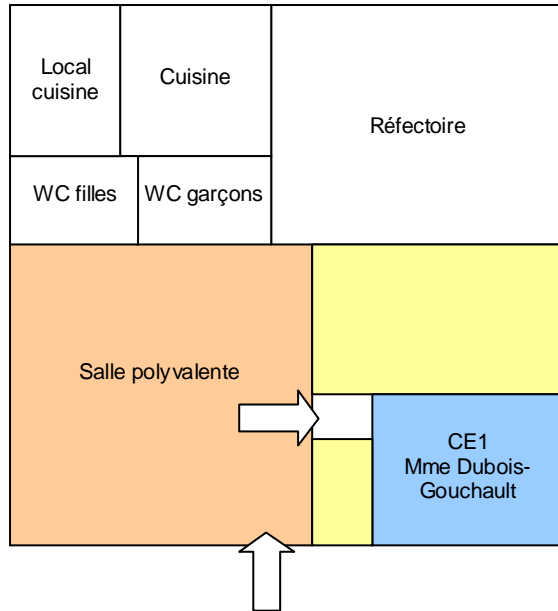 Local
cuisine
Cuisine
Réfectoire
WC filles
WC garçons
Salle polyvalente
CE1
Mme Dubois-
Gouchault